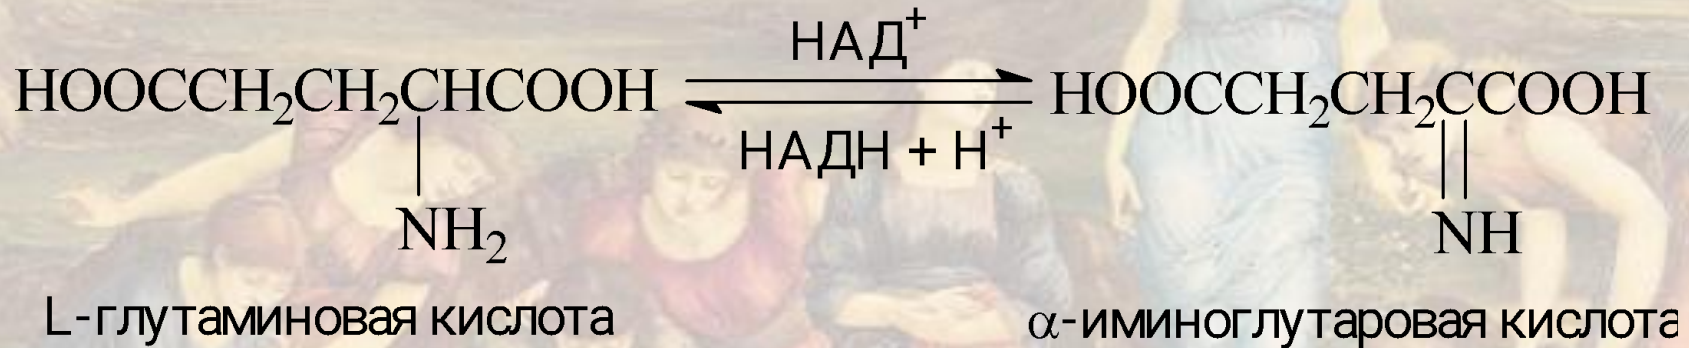 НАД⁺
HOOCCH₂CH₂CHCOOH HOOCCH₂CH₂CCOOH
НАДН + Н⁺
NH₂ NH
L-глутаминовая кислота α-иминоглутаровая кислота